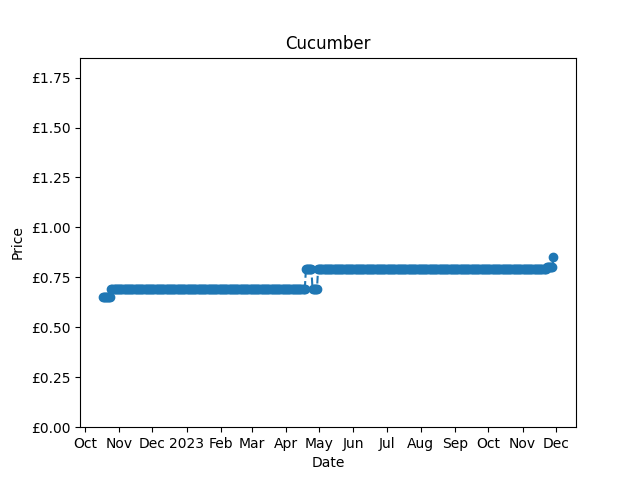 Cucumber
£1.75
£1.50
£1.25
£1.00
£0.75
£0.50
£0.25
£0.00
Price
Oct Nov Dec 2023 Feb Mar Apr May Jun Jul Aug Sep Oct Nov Dec
Date